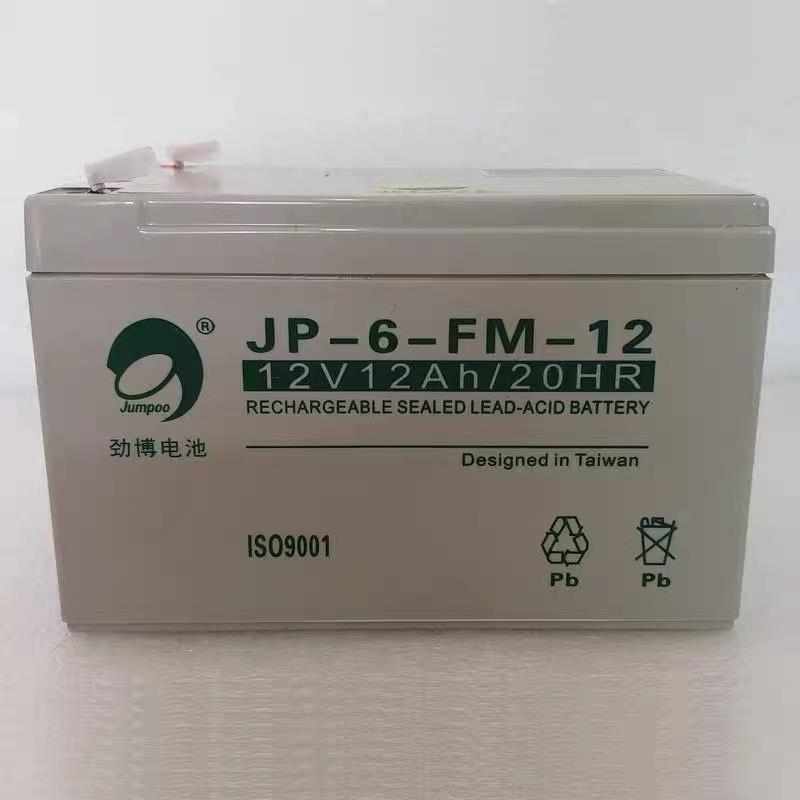 ®
Jumpoo
劲博电池
JP-6-FM-12
12V12Ah/20HR
RECHARGEABLE SEALED LEAD-ACID BATTERY
Designed in Taiwan
ISO9001
Pb
Pb